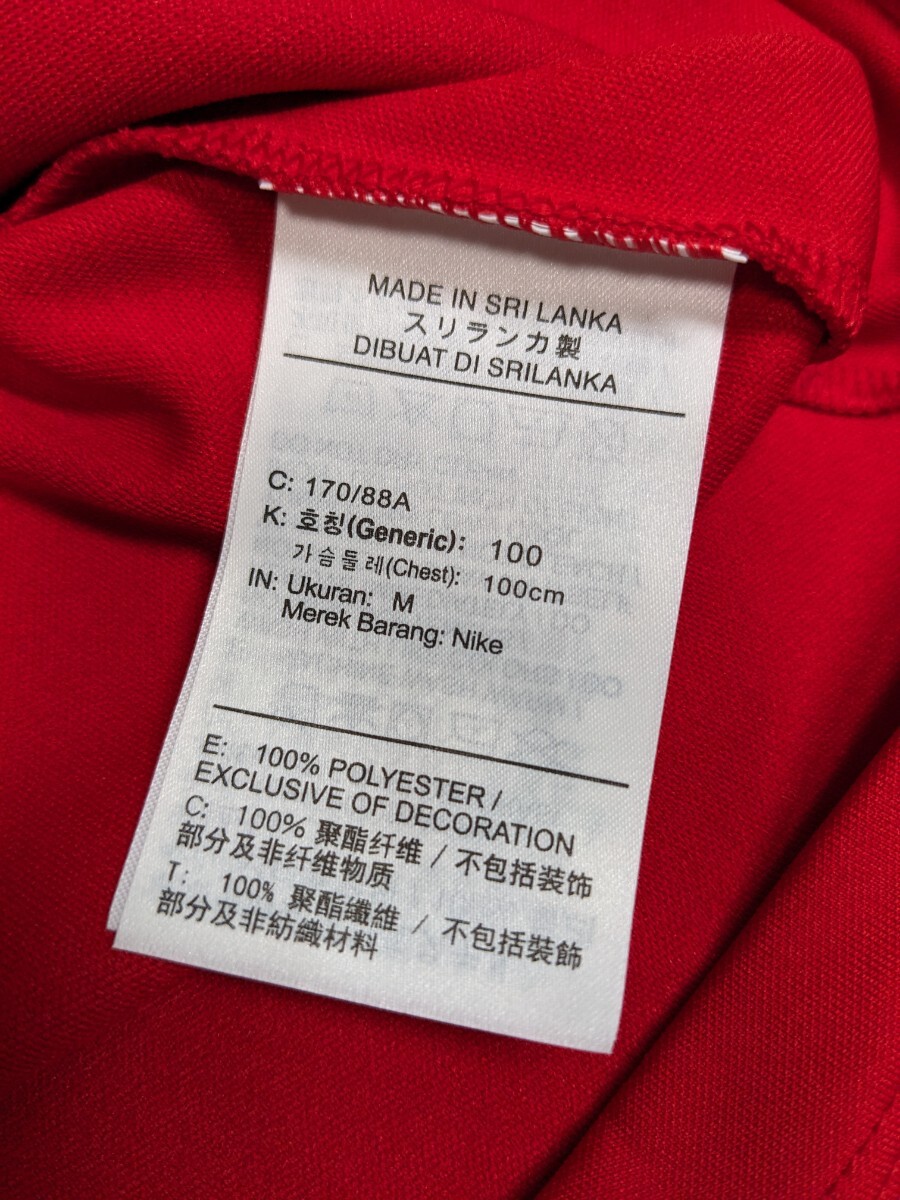 MADE IN SRI LANKA
スリランカ製
DIBUAT DI SRILANKA
C: 170/88A
K: 호칭(Generic): 100
가슴둘레(Chest): 100cm
IN: Ukuran: M
Merek Barang: Nike
E: 100% POLYESTER /
EXCLUSIVE OF DECORATION
C: 100% 聚酯纤维 / 不包括装饰
部分及非纤维物质
T: 100% 聚酯纖維 / 不包括裝飾
部分及非紡織材料